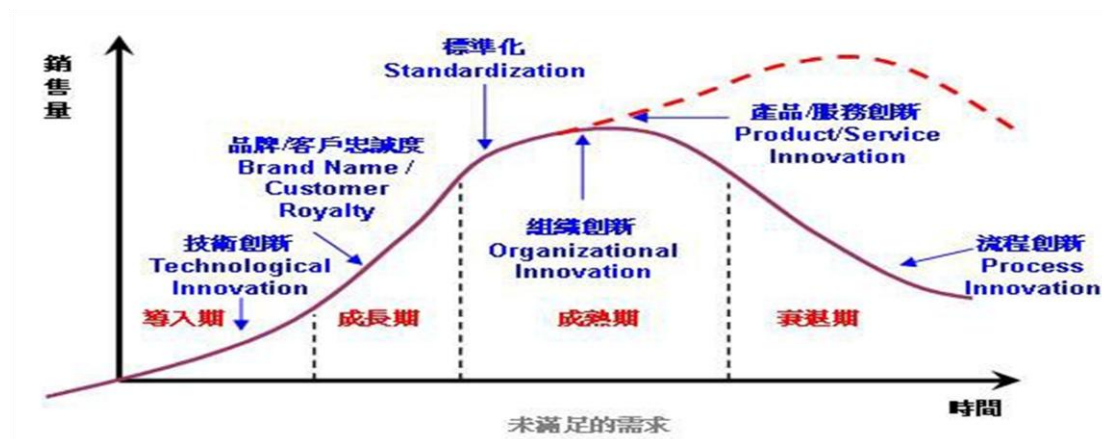 銷售量
標準化
Standardization
品牌/客戶忠誠度
Brand Name /
Customer
Royalty
產品/服務創新
Product/Service
Innovation
技術創新
Technological
Innovation
組織創新
Organizational
Innovation
流程創新
Process
Innovation
導入期
成長期
成熟期
衰退期
時間
未滿足的需求